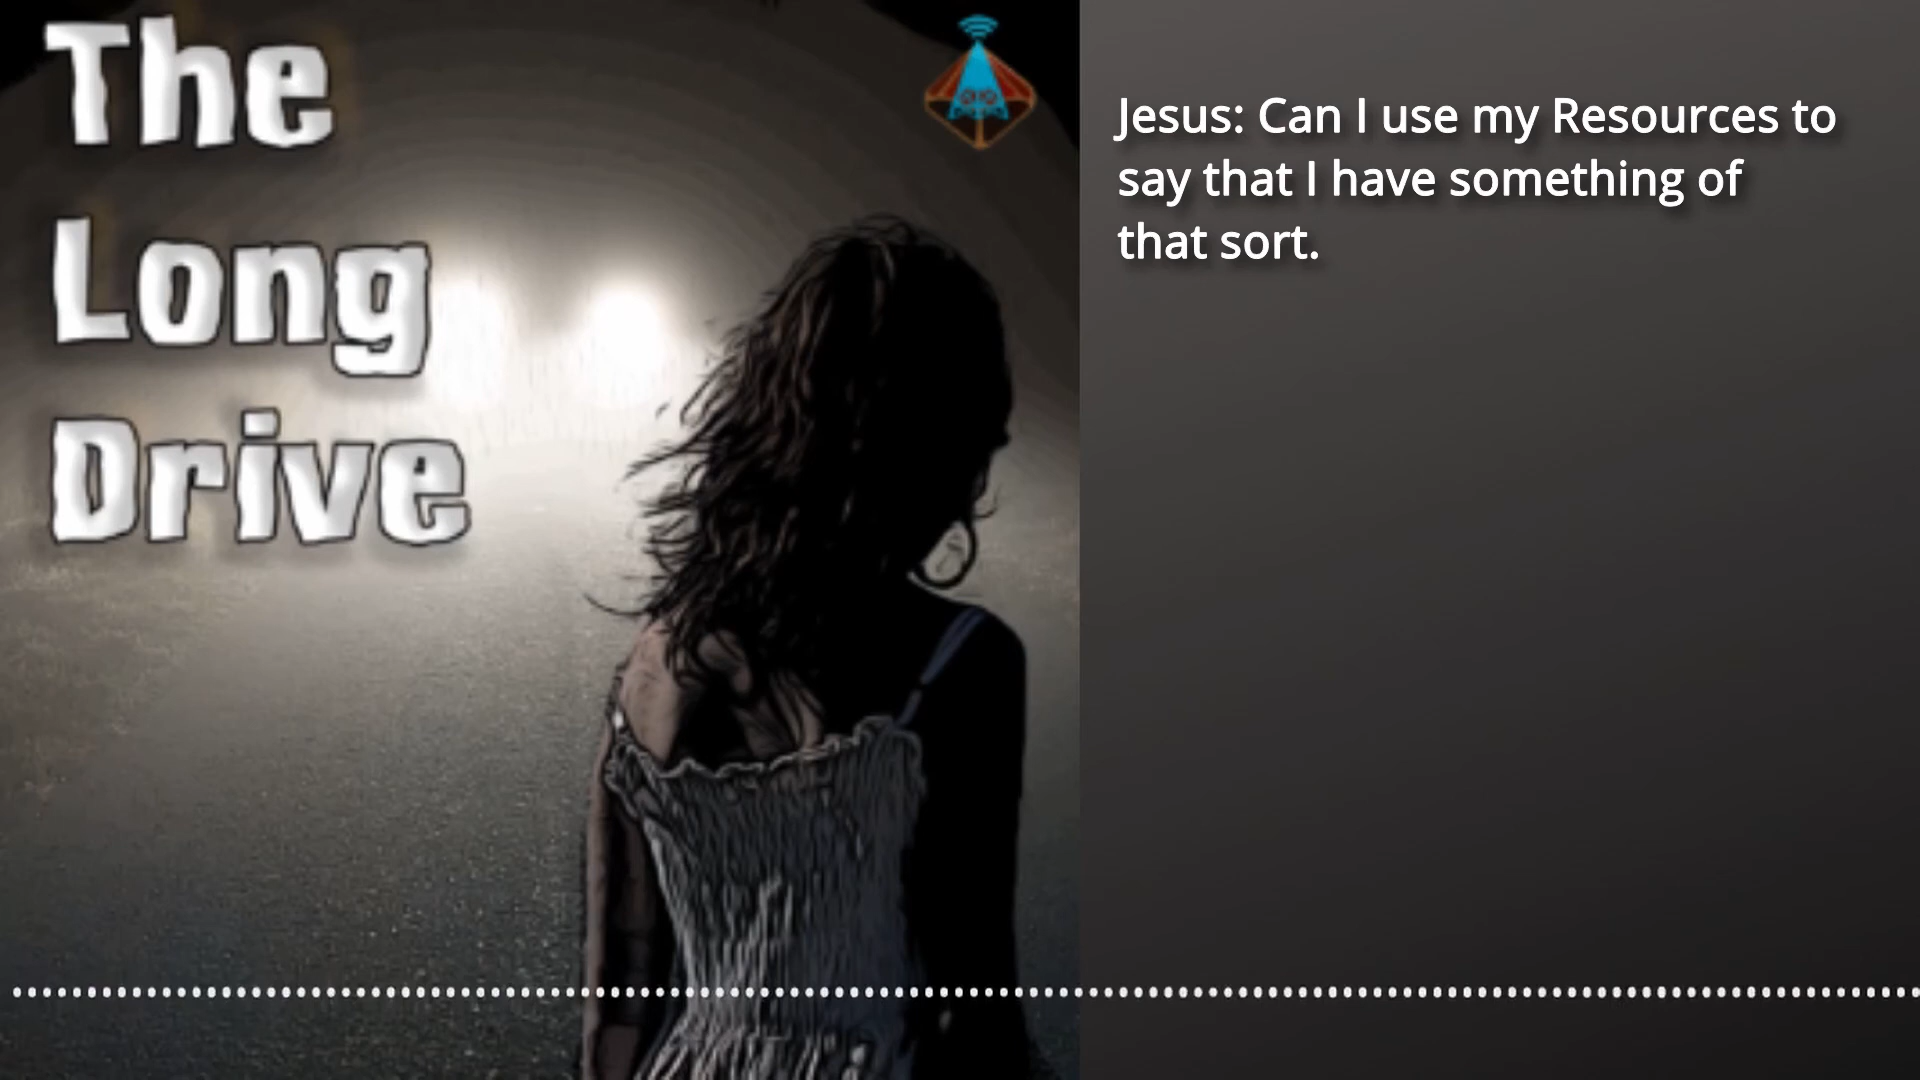 The
Long
Drive
Jesus: Can I use my Resources to
say that I have something of
that sort.